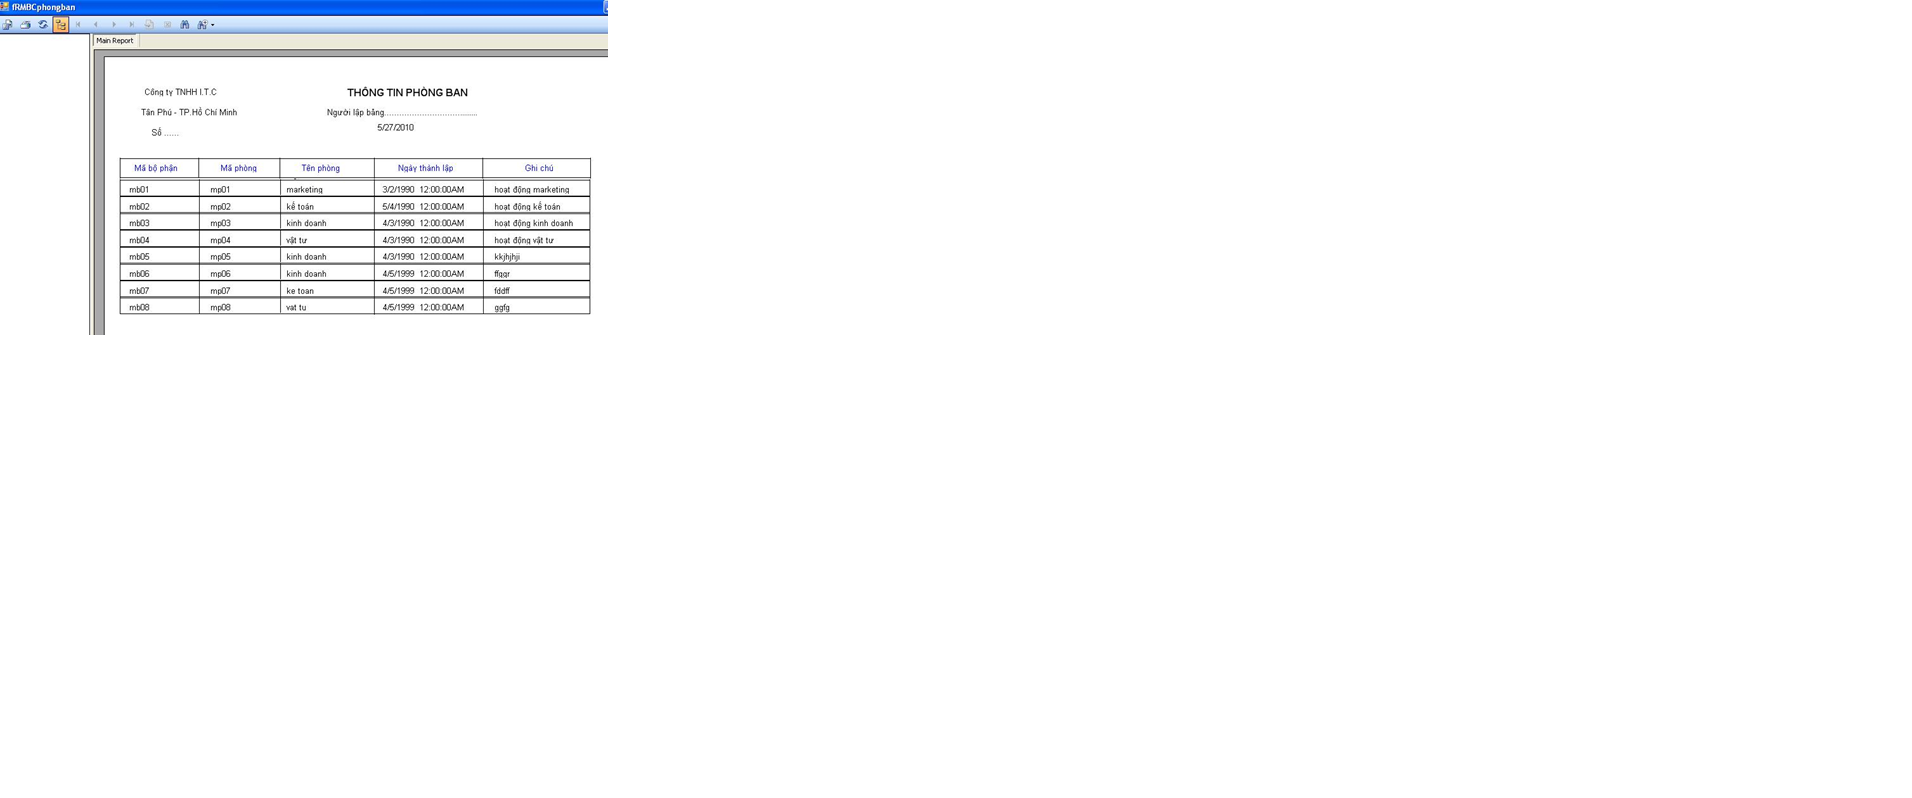 fRMBCphongban
Main Report
Công ty TNHH I.T.C
THÔNG TIN PHÒNG BAN
Tân Phú - TP.Hồ Chí Minh
Người lập bảng......................................
5/27/2010
Số ......
Mã bộ phận Mã phòng Tên phòng Ngày thành lập Ghi chú
mb01 mp01 marketing 3/2/1990 12:00:00AM hoạt động marketing
mb02 mp02 kế toán 5/4/1990 12:00:00AM hoạt động kế toán
mb03 mp03 kinh doanh 4/3/1990 12:00:00AM hoạt động kinh doanh
mb04 mp04 vật tư 4/3/1990 12:00:00AM hoạt động vật tư
mb05 mp05 kinh doanh 4/3/1990 12:00:00AM kkjhjhji
mb06 mp06 kinh doanh 4/5/1999 12:00:00AM ffggr
mb07 mp07 ke toan 4/5/1999 12:00:00AM fddff
mb08 mp08 vat tu 4/5/1999 12:00:00AM ggfg